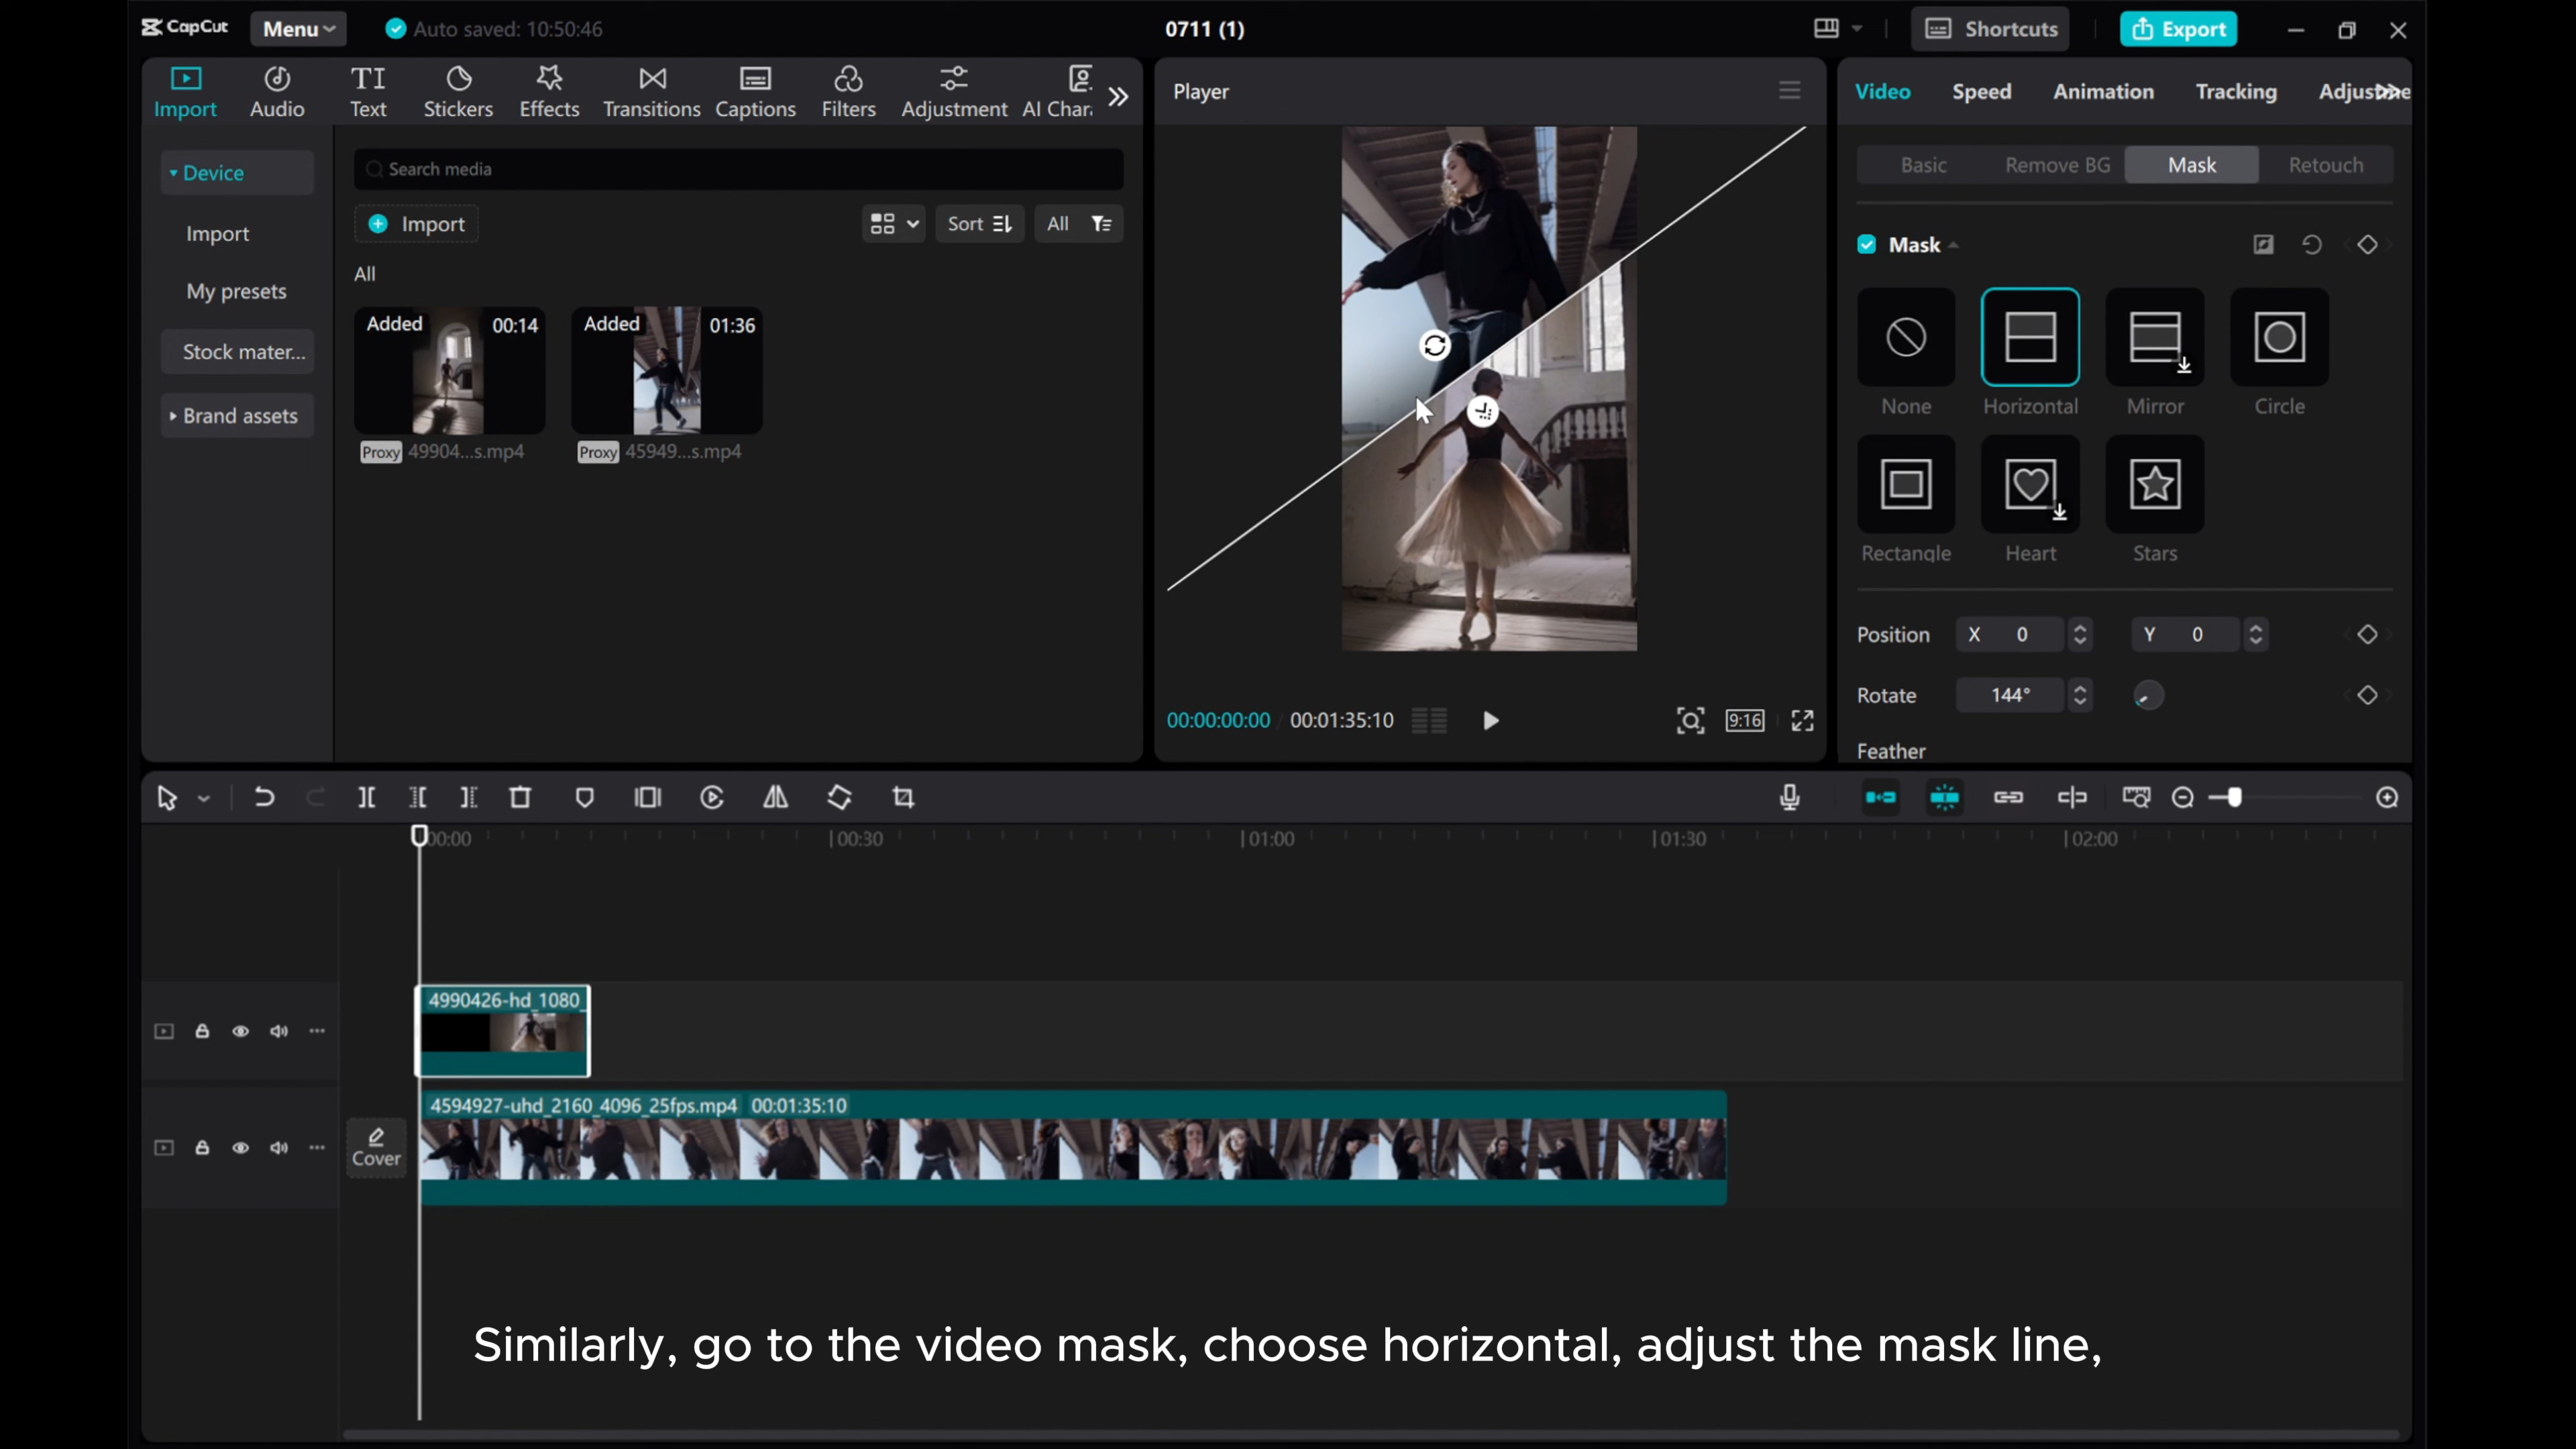 CapCut
Menu
Auto saved: 10:50:46
0711 (1)
Shortcuts
Export
Import
Audio
TI
Text
Stickers
Effects
Transitions
Captions
Filters
Adjustment
AI Char
Device
Import
My presets
Stock mater...
Brand assets
Search media
Import
Sort
All
All
Added 00:14
Added 01:36
Proxy 49904...s.mp4
Proxy 45949...s.mp4
Player
00:00:00:00 / 00:01:35:10
9:16
Video
Speed
Animation
Tracking
Adjustme
Basic
Remove BG
Mask
Retouch
Mask
None
Horizontal
Mirror
Circle
Rectangle
Heart
Stars
Position X 0 Y 0
Rotate 144°
Feather
00:00
00:30
01:00
01:30
02:00
4990426-hd_1080_
Cover
4594927-uhd_2160_4096_25fps.mp4 00:01:35:10
Similarly, go to the video mask, choose horizontal, adjust the mask line,